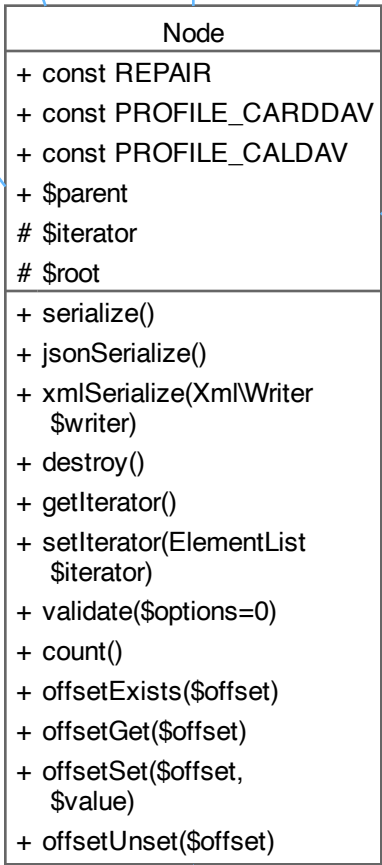 Node
+ const REPAIR
+ const PROFILE_CARDDAV
+ const PROFILE_CALDAV
+ $parent
# $iterator
# $root
+ serialize()
+ jsonSerialize()
+ xmlSerialize(Xml\Writer
$writer)
+ destroy()
+ getIterator()
+ setIterator(ElementList
$iterator)
+ validate($options=0)
+ count()
+ offsetExists($offset)
+ offsetGet($offset)
+ offsetSet($offset,
$value)
+ offsetUnset($offset)